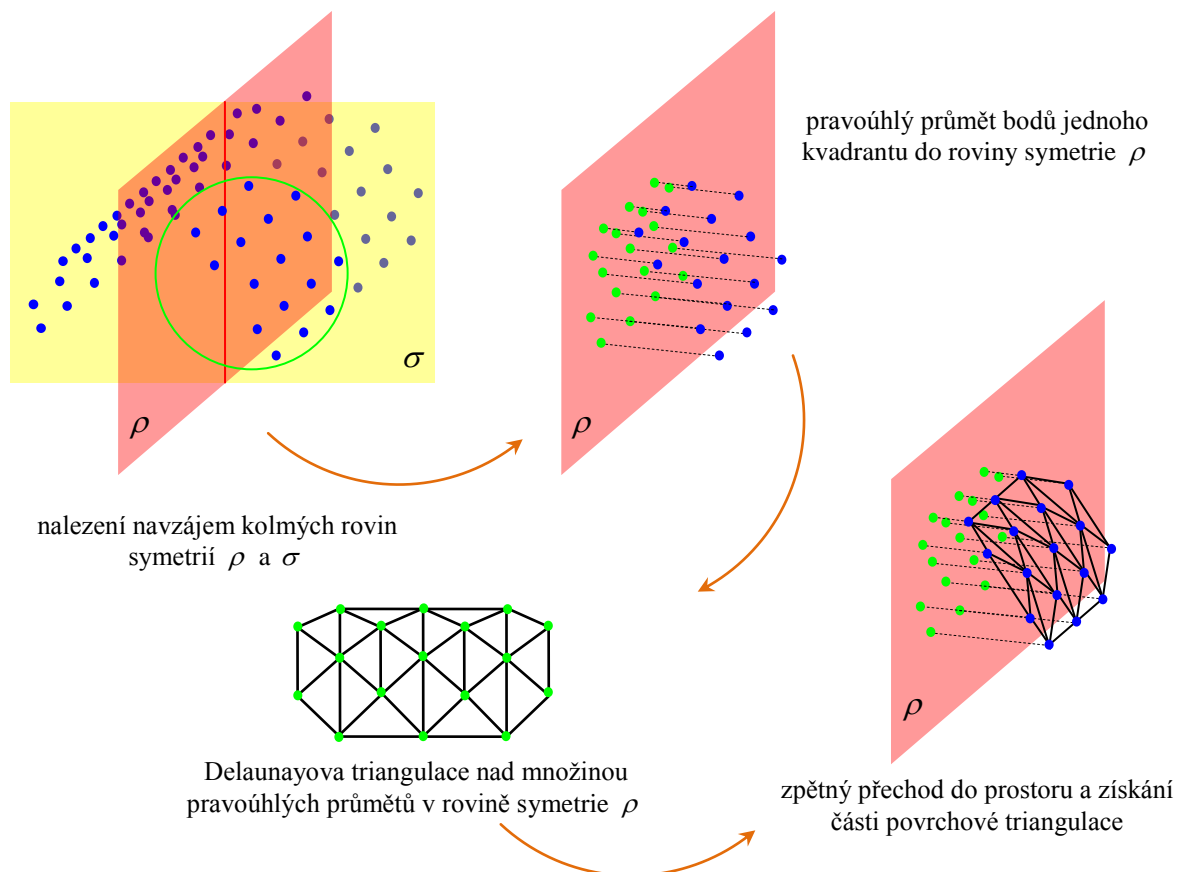 pravoúhlý průmět bodů jednoho
kvadrantu do roviny symetrie ρ
σ
ρ
ρ
nalezení navzájem kolmých rovin
symetrií ρ a σ
ρ
Delaunayova triangulace nad množinou
pravoúhlých průmětů v rovině symetrie ρ
zpětný přechod do prostoru a získání
části povrchové triangulace